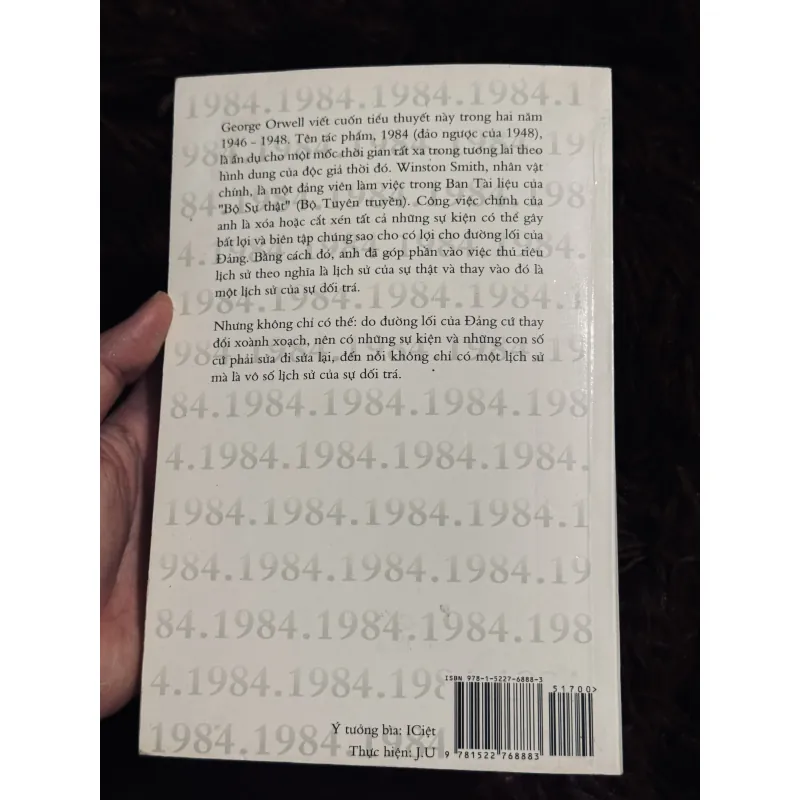 1984.1984.1984.1984.1
George Orwell viết cuốn tiểu thuyết này trong hai năm
1946 - 1948. Tên tác phẩm, 1984 (đảo ngược của 1948),
là ẩn dụ cho một mốc thời gian rất xa trong tương lai theo
hình dung của độc giả thời đó. Winston Smith, nhân vật
chính, là một đảng viên làm việc trong Ban Tài liệu của
"Bộ Sự thật" (Bộ Tuyên truyền). Công việc chính của
anh là xóa hoặc cắt xén tất cả những sự kiện có thể gây
bất lợi và biên tập chúng sao cho có lợi cho đường lối của
Đảng. Bằng cách đó, anh đã góp phần vào việc thủ tiêu
lịch sử theo nghĩa là lịch sử của sự thật và thay vào đó là
một lịch sử của sự dối trá.
Nhưng không chỉ có thế: do đường lối của Đảng cứ thay
đổi xoành xoạch, nên có những sự kiện và những con số
cứ phải sửa đi sửa lại, đến nỗi không chỉ có một lịch sử
mà là vô số lịch sử của sự dối trá.
84.1984.1984.1984.198
4.1984.1984.1984.1984.
1984.1984.1984.1984.1
984.1984.1984.1984.19
84.1984.1984.1984.198
4.1984.1984.198
ISBN 978-1-5227-6888-3
51700>
1984.1984.1984
Ý tưởng bìa: ICiệt
Thực hiện: J.U
9 781522 768883